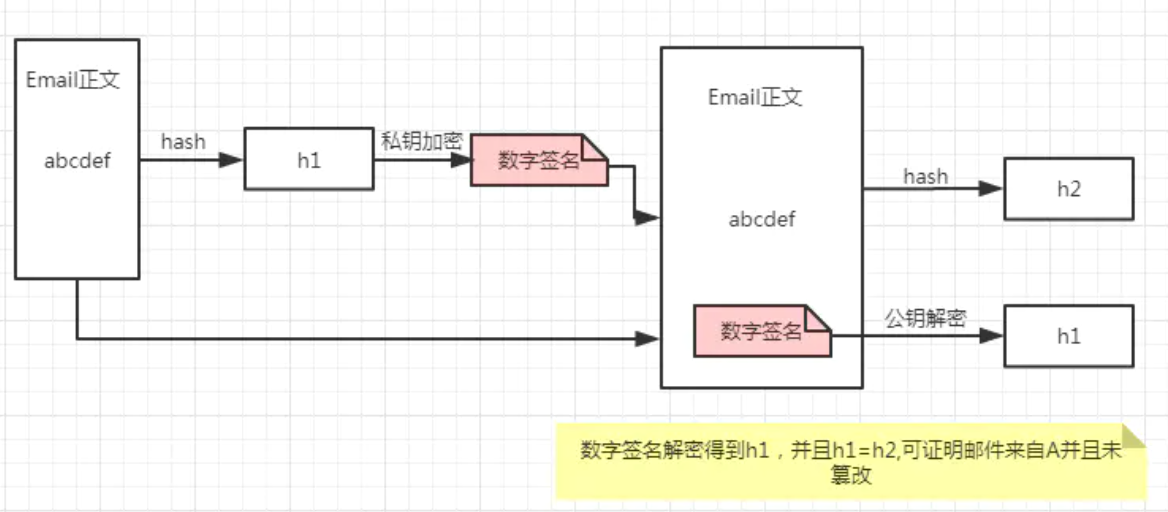 Email正文
abcdef
hash
h1
私钥加密
数字签名
Email正文
abcdef
数字签名
hash
h2
公钥解密
h1
数字签名解密得到h1，并且h1=h2,可证明邮件来自A并且未
篡改